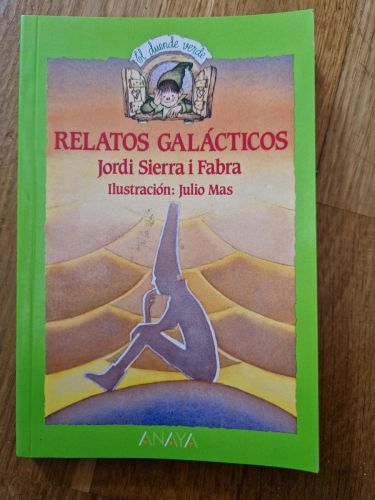 El duende verde
RELATOS GALÁCTICOS
Jordi Sierra i Fabra
Ilustración: Julio Mas
ANAYA